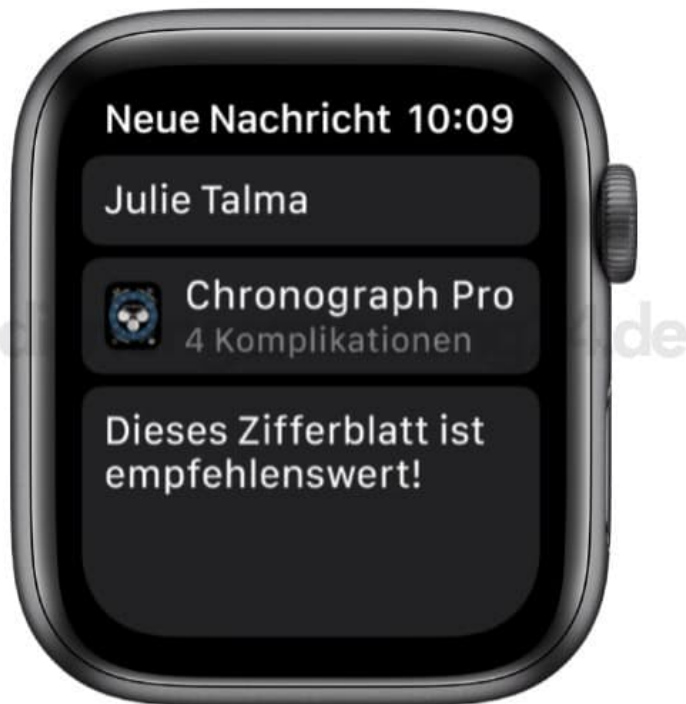 Neue Nachricht 10:09
Julie Talma
Chronograph Pro
4 Komplikationen
Dieses Zifferblatt ist
empfehlenswert!